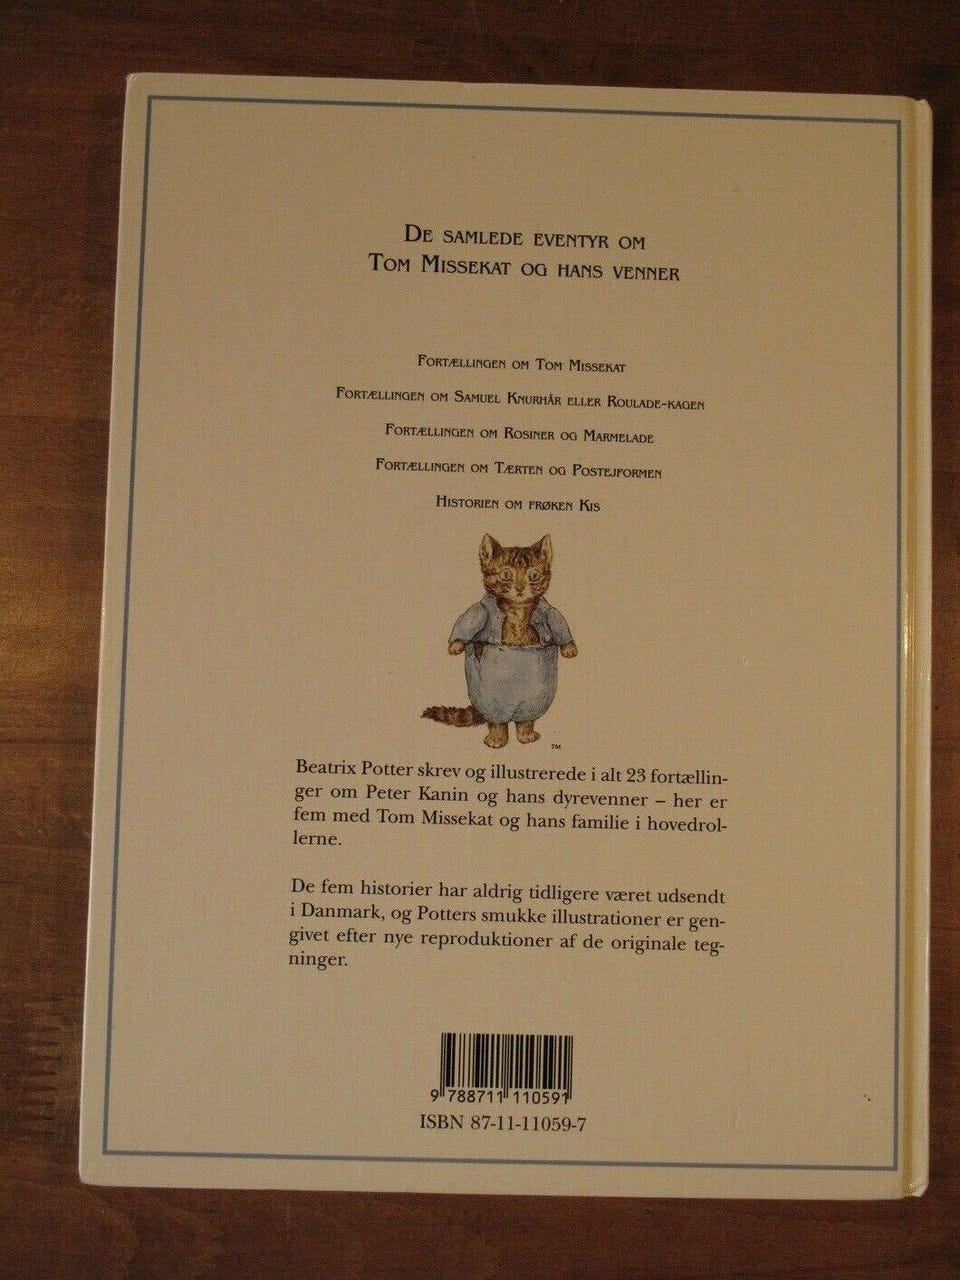 De samlede eventyr om
Tom Missekat og hans venner
Fortællingen om Tom Missekat
Fortællingen om Samuel Knurhår eller Roulade-kagen
Fortællingen om Rosiner og Marmelade
Fortællingen om Tærten og Postejformen
Historien om frøken Kis
TM
Beatrix Potter skrev og illustrerede i alt 23 fortællin-
ger om Peter Kanin og hans dyrevenner – her er
fem med Tom Missekat og hans familie i hovedrol-
lerne.
De fem historier har aldrig tidligere været udsendt
i Danmark, og Potters smukke illustrationer er gen-
givet efter nye reproduktioner af de originale teg-
ninger.
9 788711 110591
ISBN 87-11-11059-7